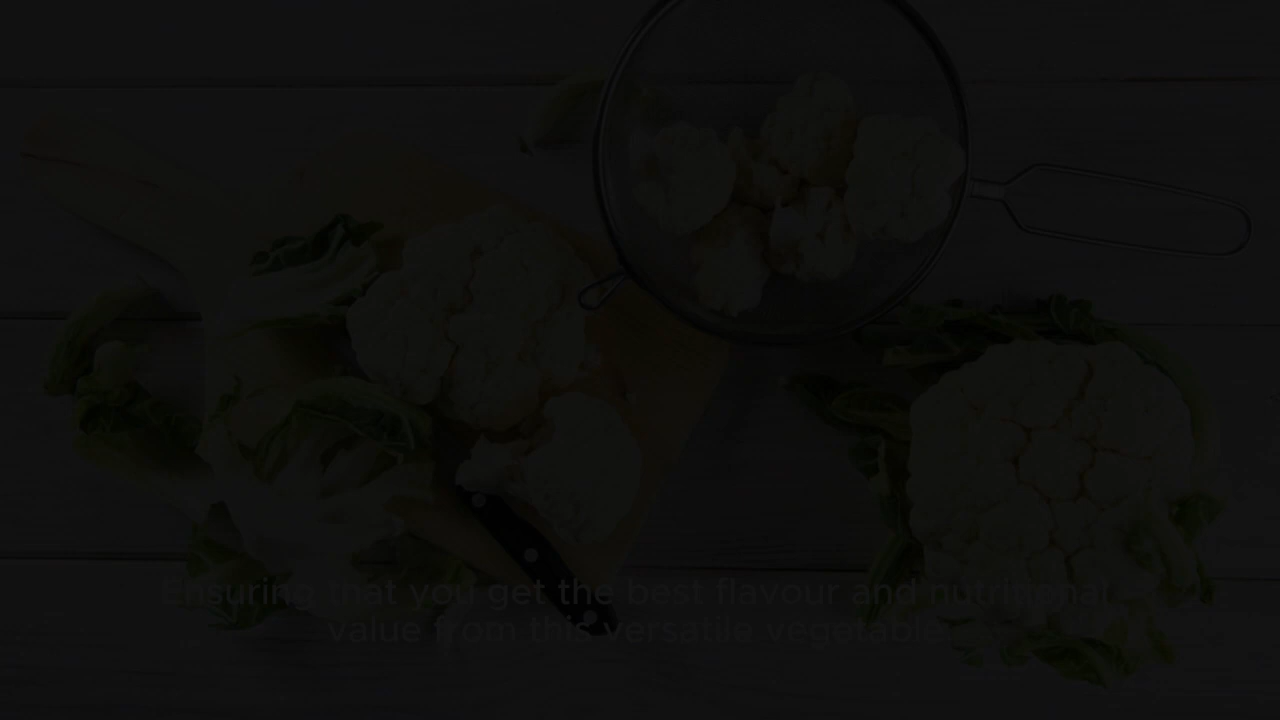 Ensuring that you get the best flavour and nutritional
value from this versatile vegetable.